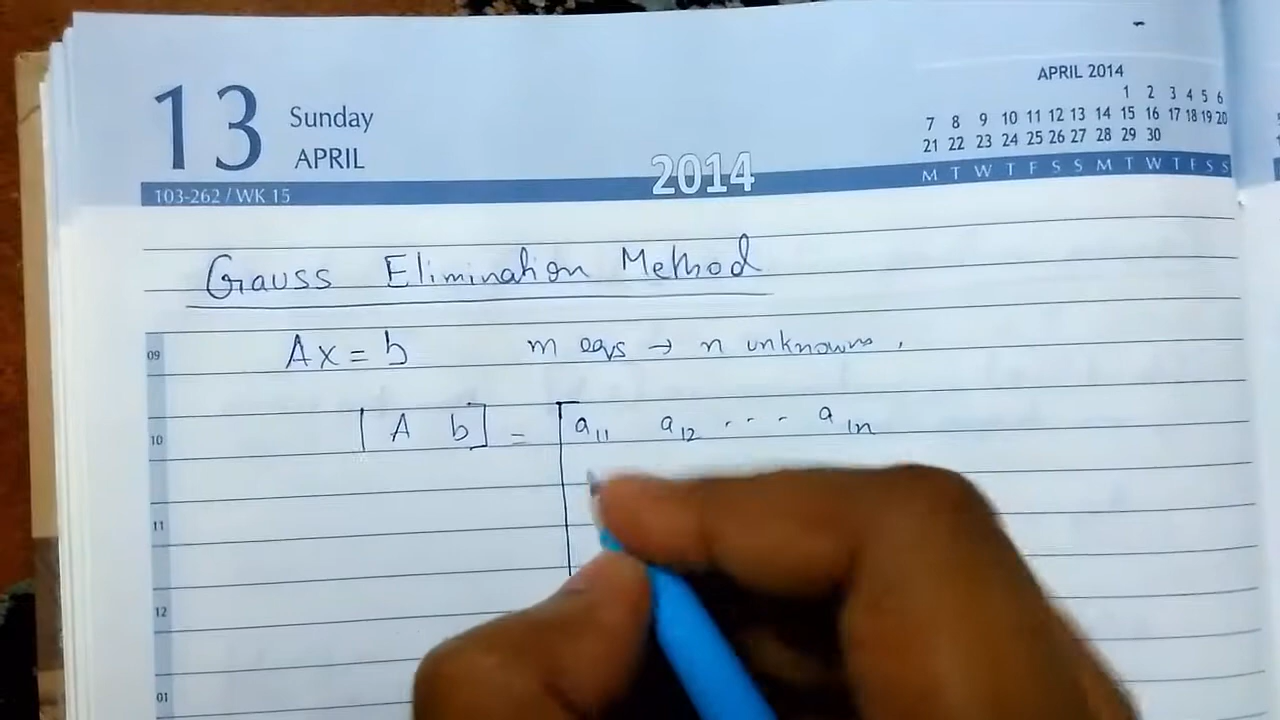 13 Sunday APRIL
APRIL 2014
1 2 3 4 5 6
7 8 9 10 11 12 13 14 15 16 17 18 19 20
21 22 23 24 25 26 27 28 29 30
M T W T F S S M T W T F S S
103-262 / WK 15
2014
Gauss Elimination Method
09 Ax = b m eqs → n unknowns,
10 [A b] = [a11 a12 ... a1n
11
12
01